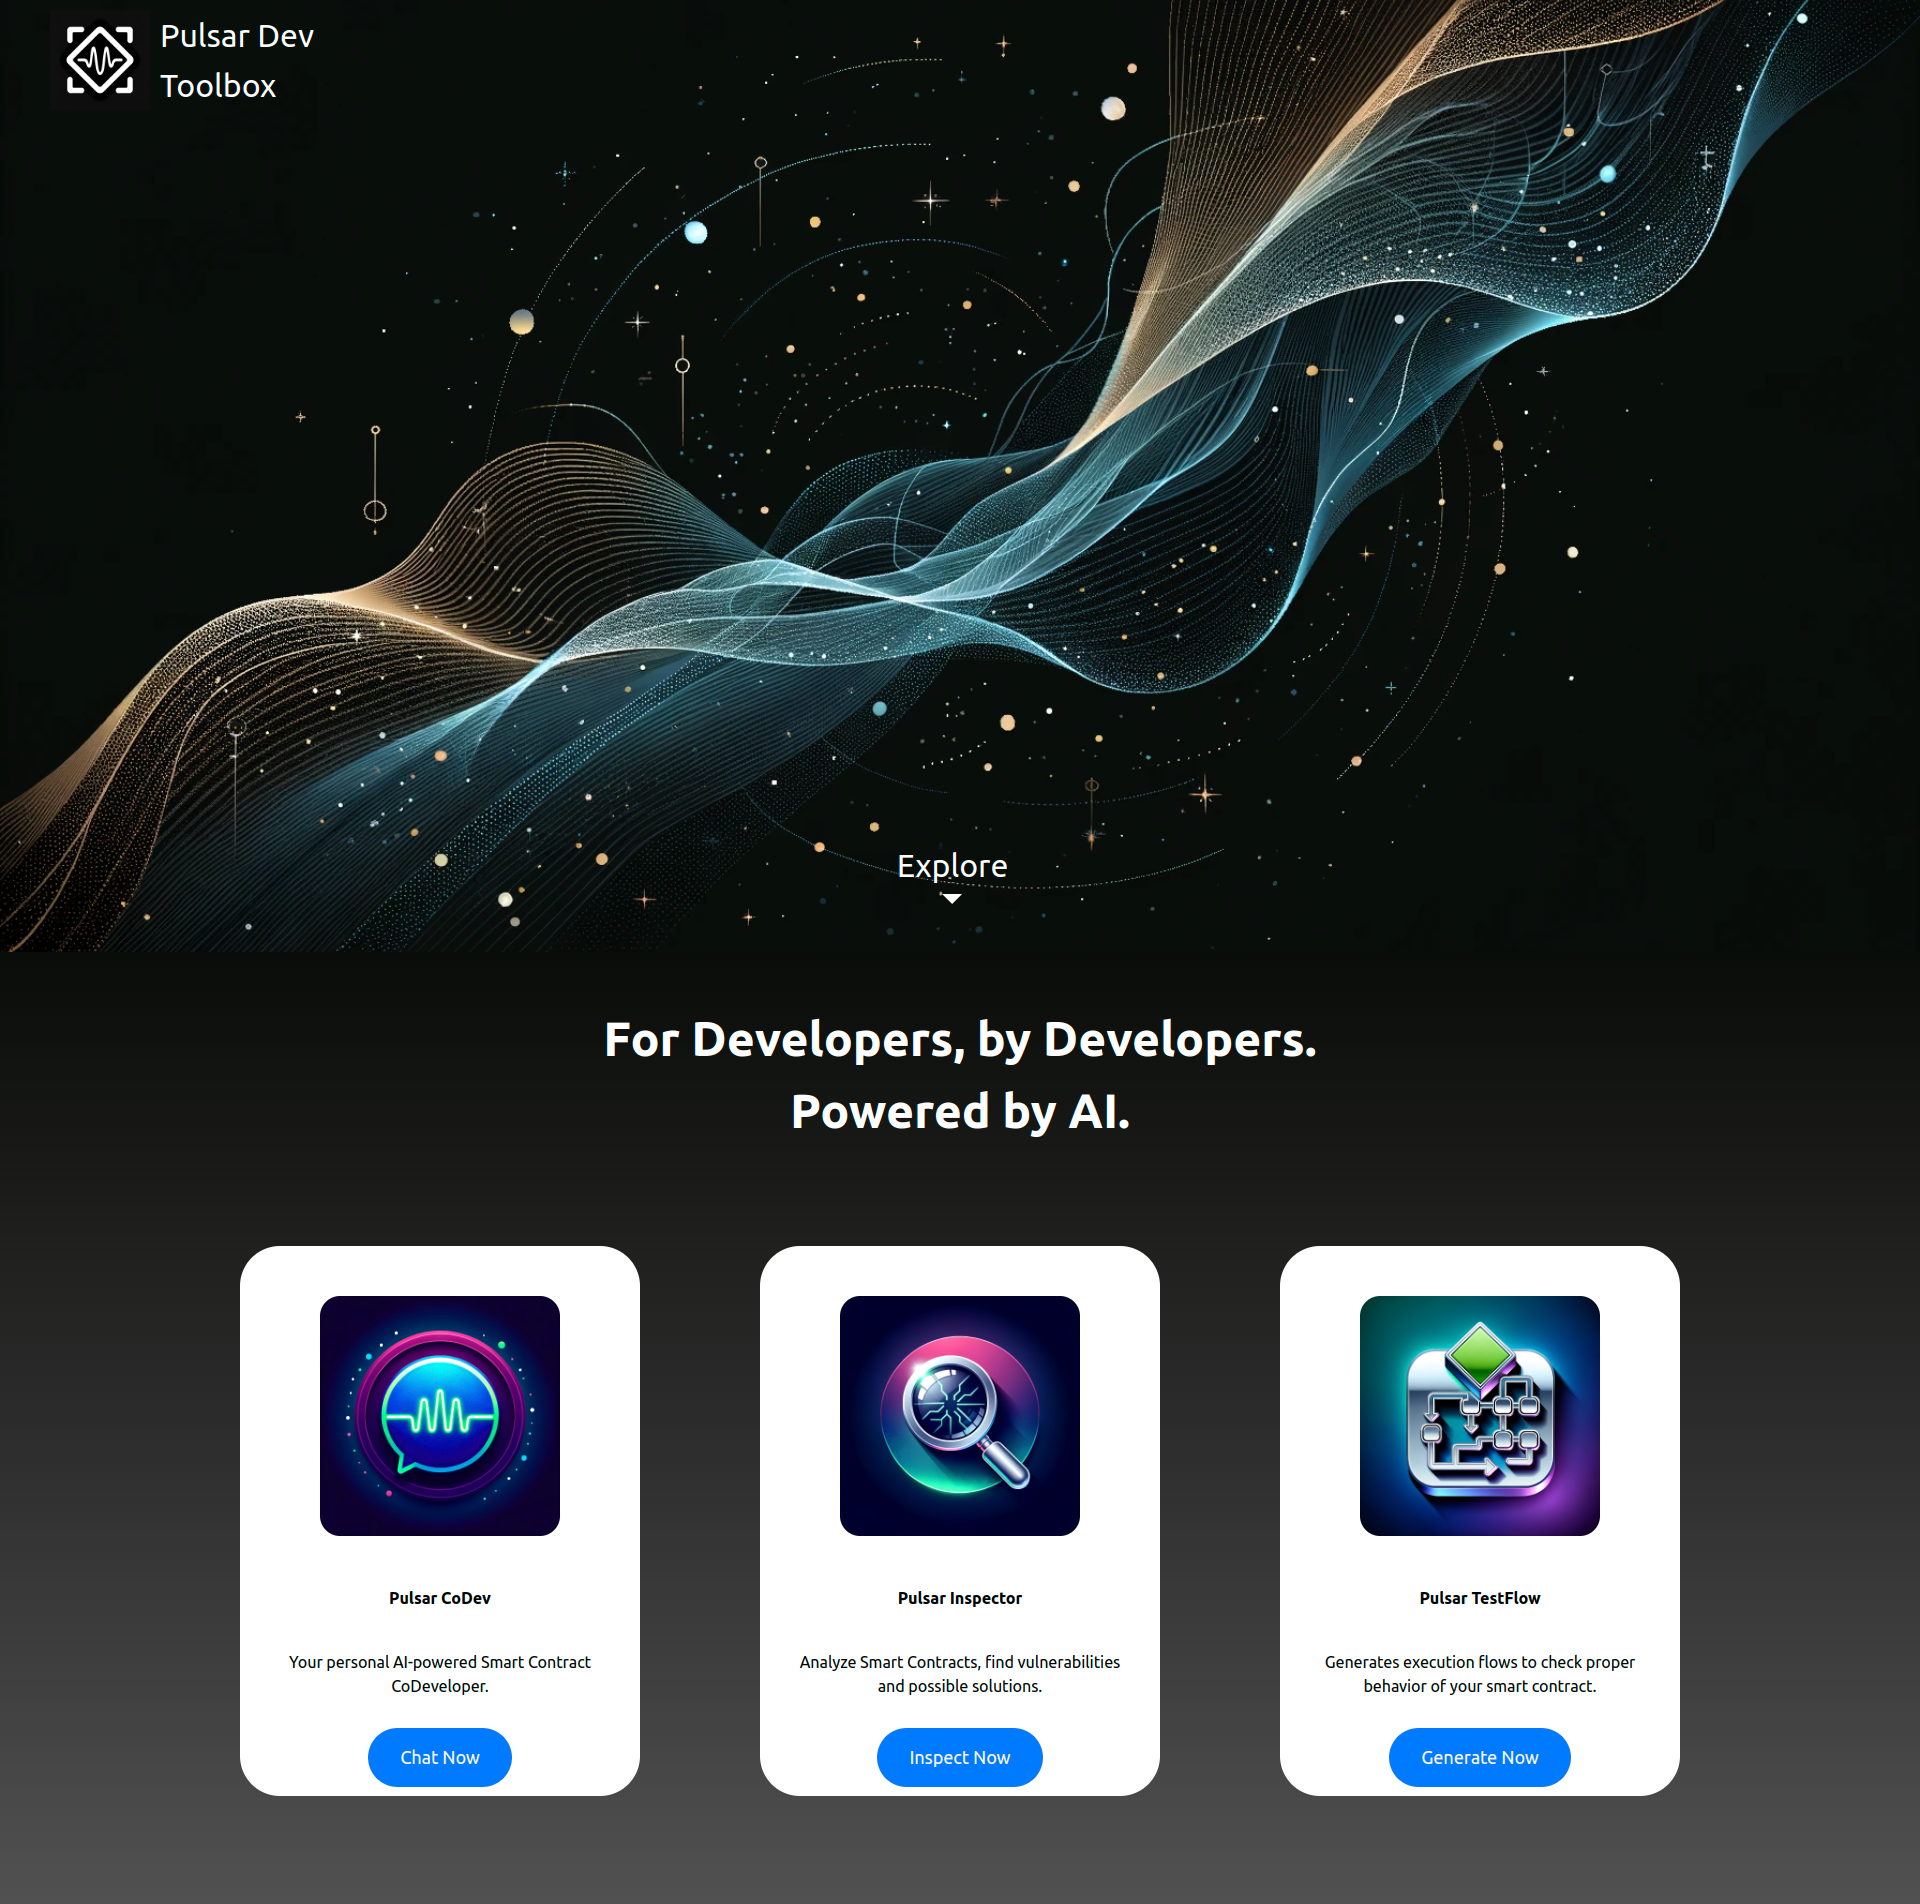 Pulsar Dev
Toolbox
Explore
For Developers, by Developers.
Powered by AI.
Pulsar CoDev
Your personal AI-powered Smart Contract
CoDeveloper.
Chat Now
Pulsar Inspector
Analyze Smart Contracts, find vulnerabilities
and possible solutions.
Inspect Now
Pulsar TestFlow
Generates execution flows to check proper
behavior of your smart contract.
Generate Now